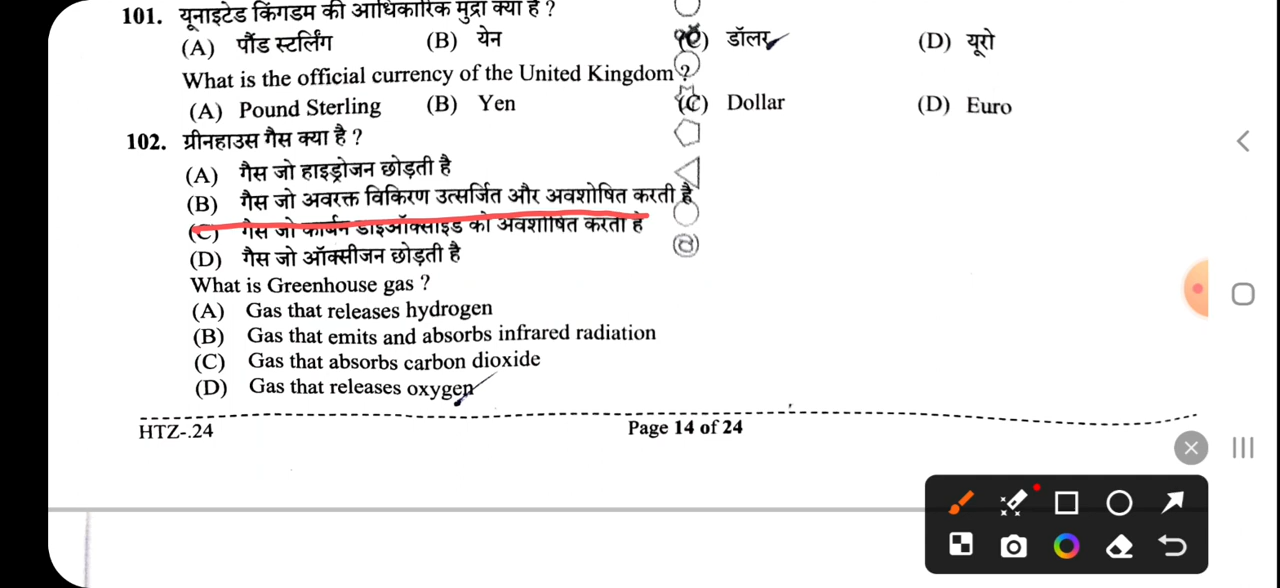 101. यूनाइटेड किंगडम की आधिकारिक मुद्रा क्या है ?
(A) पौंड स्टर्लिंग (B) येन (C) डॉलर (D) यूरो
What is the official currency of the United Kingdom ?
(A) Pound Sterling (B) Yen (C) Dollar (D) Euro
102. ग्रीनहाउस गैस क्या है ?
(A) गैस जो हाइड्रोजन छोड़ती है
(B) गैस जो अवरक्त विकिरण उत्सर्जित और अवशोषित करती है
(C) गैस जो कार्बन डाइऑक्साइड को अवशोषित करती है
(D) गैस जो ऑक्सीजन छोड़ती है
What is Greenhouse gas ?
(A) Gas that releases hydrogen
(B) Gas that emits and absorbs infrared radiation
(C) Gas that absorbs carbon dioxide
(D) Gas that releases oxygen
HTZ-.24 Page 14 of 24